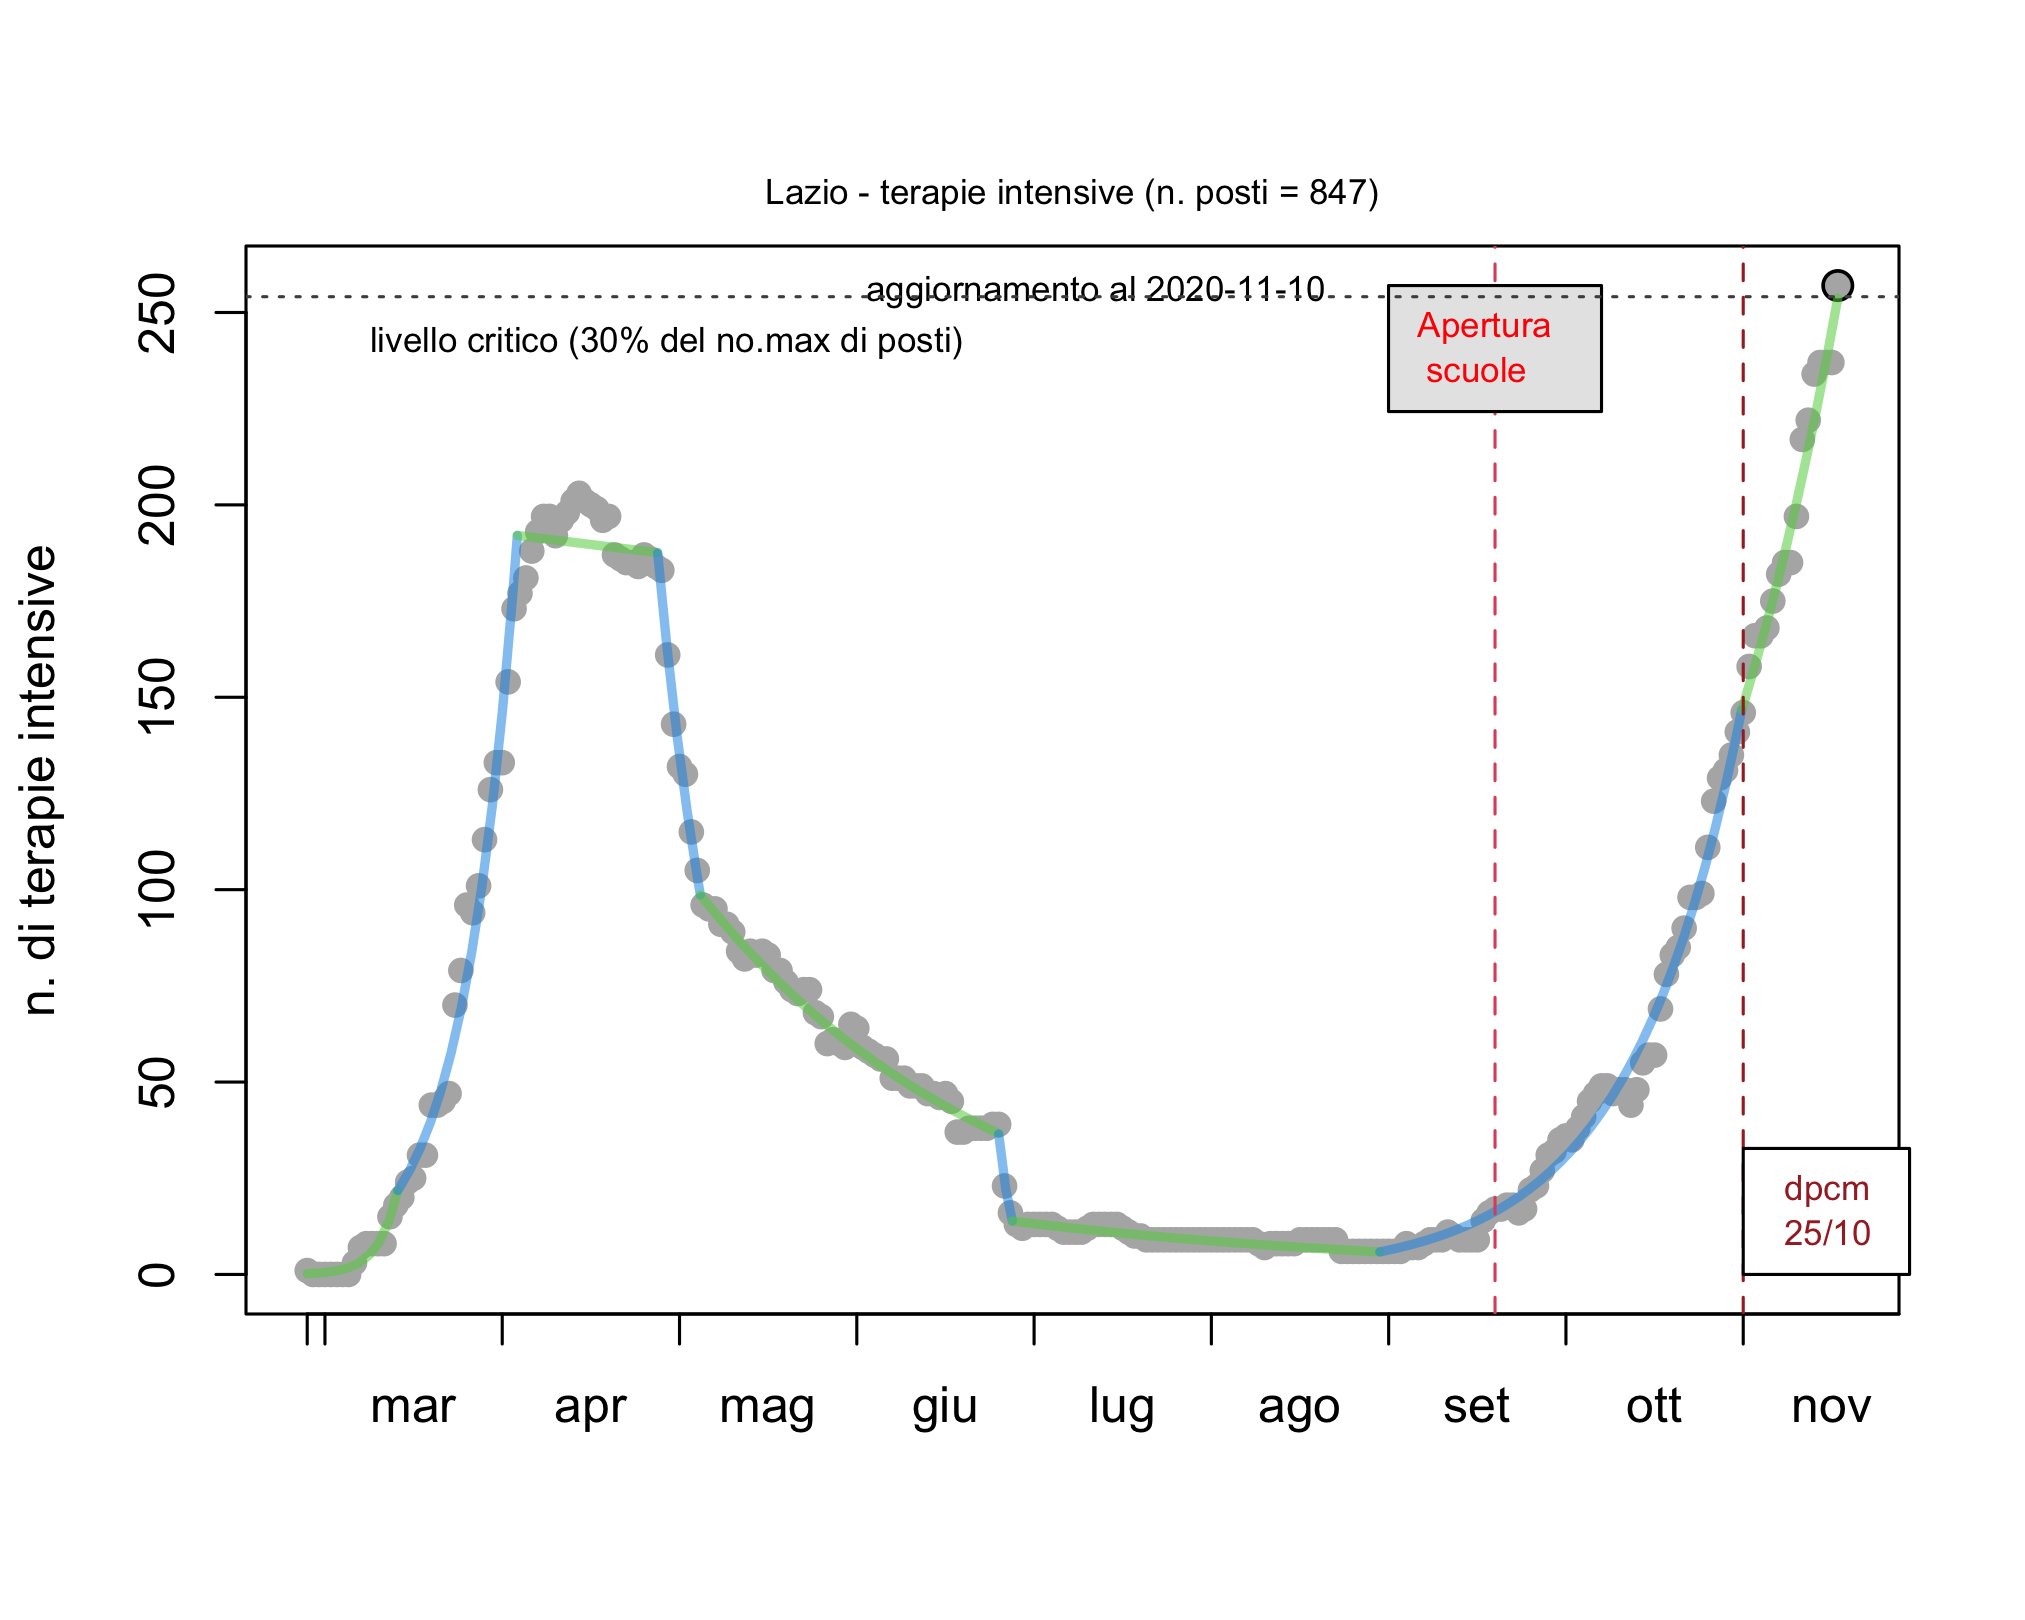 Lazio - terapie intensive (n. posti = 847)
aggiornamento al 2020-11-10
livello critico (30% del no.max di posti)
Apertura
scuole
n. di terapie intensive
250
200
150
100
50
0
dpcm
25/10
mar apr mag giu lug ago set ott nov